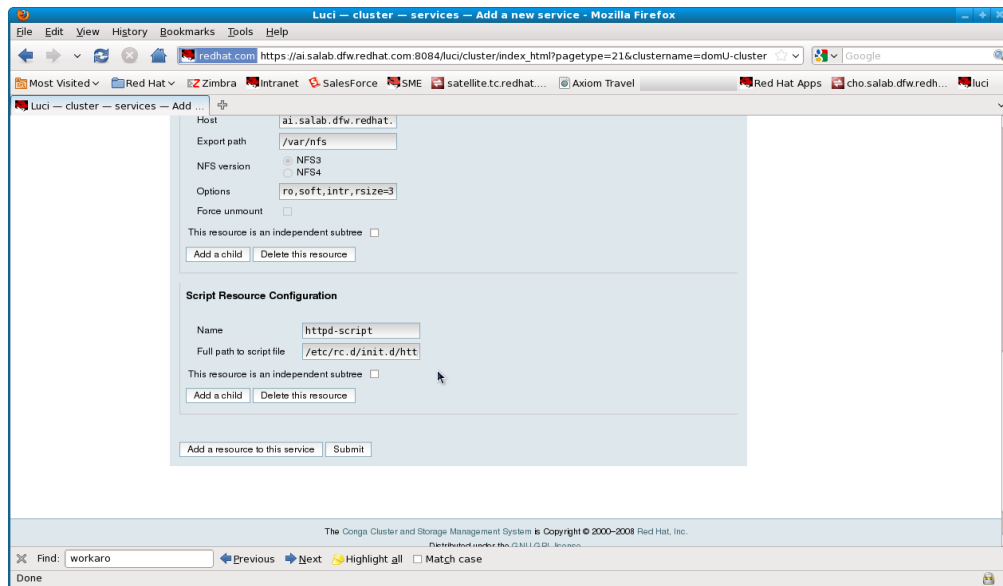 Luci — cluster — services — Add a new service - Mozilla Firefox
File Edit View History Bookmarks Tools Help
redhat.com https://ai.salab.dfw.redhat.com:8084/luci/cluster/index_html?pagetype=21&clustername=domU-cluster Google
Most Visited Red Hat Zimbra Intranet SalesForce SME satellite.tc.redhat.... Axiom Travel Red Hat Apps cho.salab.dfw.redh... luci
Luci — cluster — services — Add ...
Host ai.salab.dfw.redhat.
Export path /var/nfs
NFS version NFS3
NFS4
Options ro,soft,intr,rsize=3
Force unmount
This resource is an independent subtree
Add a child Delete this resource
Script Resource Configuration
Name httpd-script
Full path to script file /etc/rc.d/init.d/htt
This resource is an independent subtree
Add a child Delete this resource
Add a resource to this service Submit
The Conga Cluster and Storage Management System is Copyright © 2000–2008 Red Hat, Inc.
Distributed under the GNU GPL license
Find: workaro Previous Next Highlight all Match case
Done